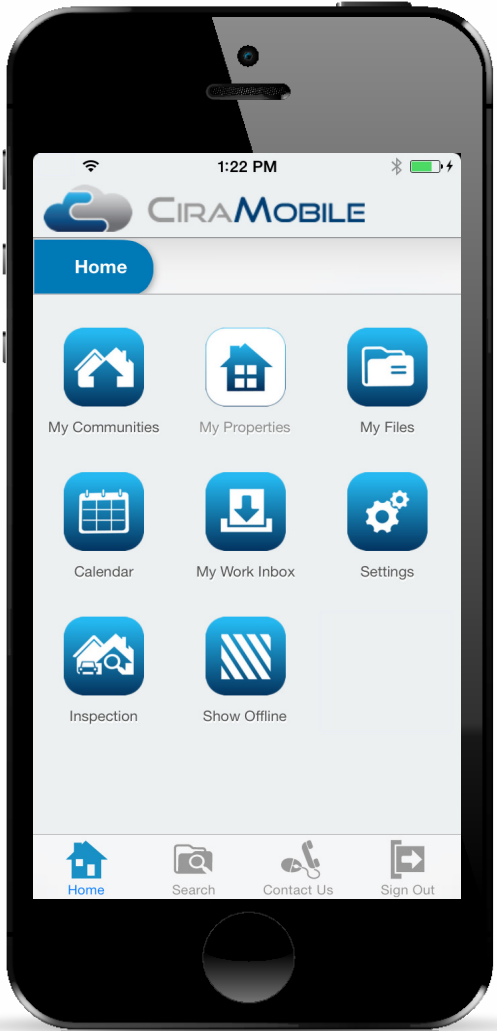 1:22 PM
CIRAMOBILE
Home
My Communities
My Properties
My Files
Calendar
My Work Inbox
Settings
Inspection
Show Offline
Home
Search
Contact Us
Sign Out